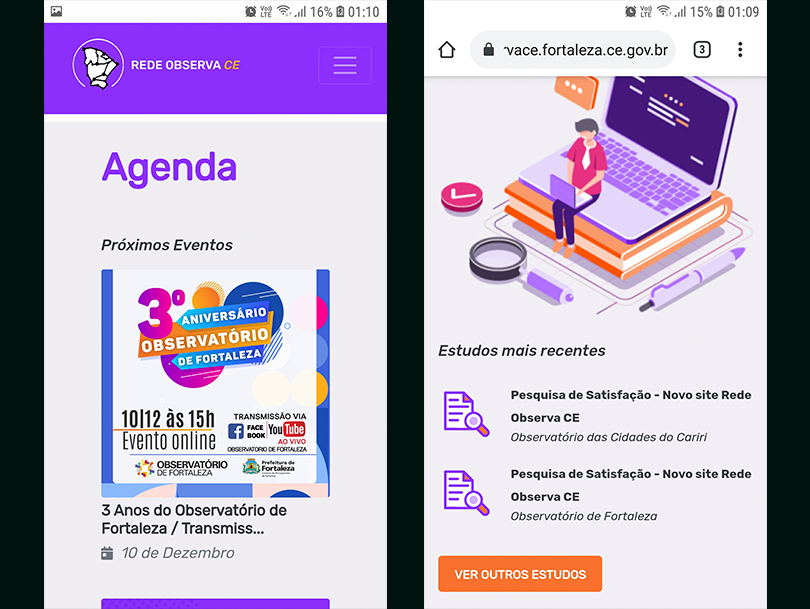 VoD LTE 16% 01:10
REDE OBSERVA CE
Agenda
Próximos Eventos
3º
ANIVERSÁRIO
OBSERVATÓRIO
DE FORTALEZA
10|12 às 15h
Evento online
TRANSMISSÃO VIA
FACE BOOK
YouTube
AO VIVO
OBSERVATORIO DE FORTALEZA
OBSERVATÓRIO
DE FORTALEZA
Prefeitura de
Fortaleza
3 Anos do Observatório de
Fortaleza / Transmiss...
10 de Dezembro
LTE 15% 01:09
vace.fortaleza.ce.gov.br
3
Estudos mais recentes
Pesquisa de Satisfação - Novo site Rede
Observa CE
Observatório das Cidades do Cariri
Pesquisa de Satisfação - Novo site Rede
Observa CE
Observatório de Fortaleza
VER OUTROS ESTUDOS